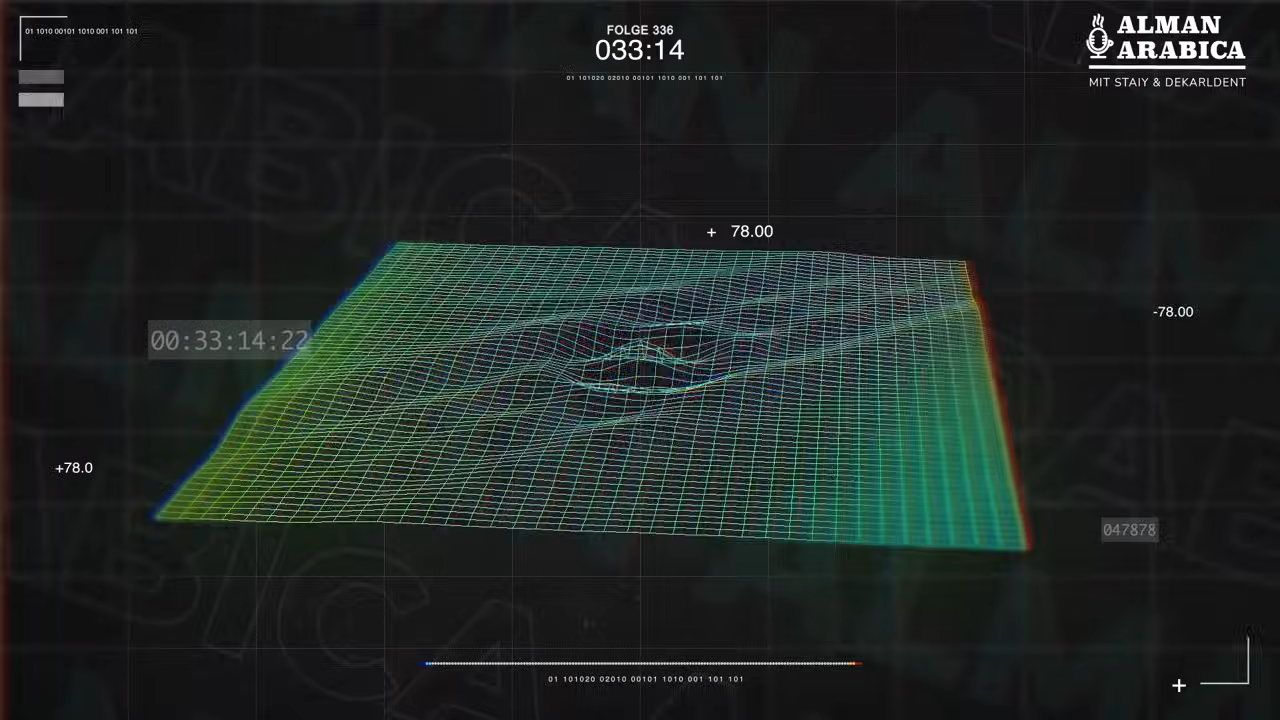 01 1010 00101 1010 001 101 101
FOLGE 336
033:14
01 101020 02010 00101 1010 001 101 101
ALMAN
ARABICA
MIT STAIY & DEKARLDENT
+ 78.00
-78.00
00:33:14:22
+78.0
047878
01 101020 02010 00101 1010 001 101 101
+